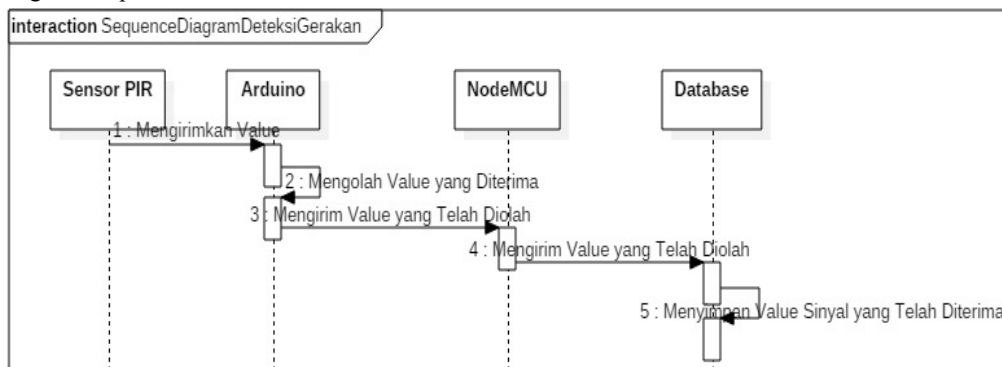 interaction SequenceDiagramDeteksiGerakan
Sensor PIR
Arduino
NodeMCU
Database
1 : Mengirimkan Value
2 : Mengolah Value yang Diterima
3 : Mengirim Value yang Telah Diolah
4 : Mengirim Value yang Telah Diolah
5 : Menyimpan Value Sinyal yang Telah Diterima